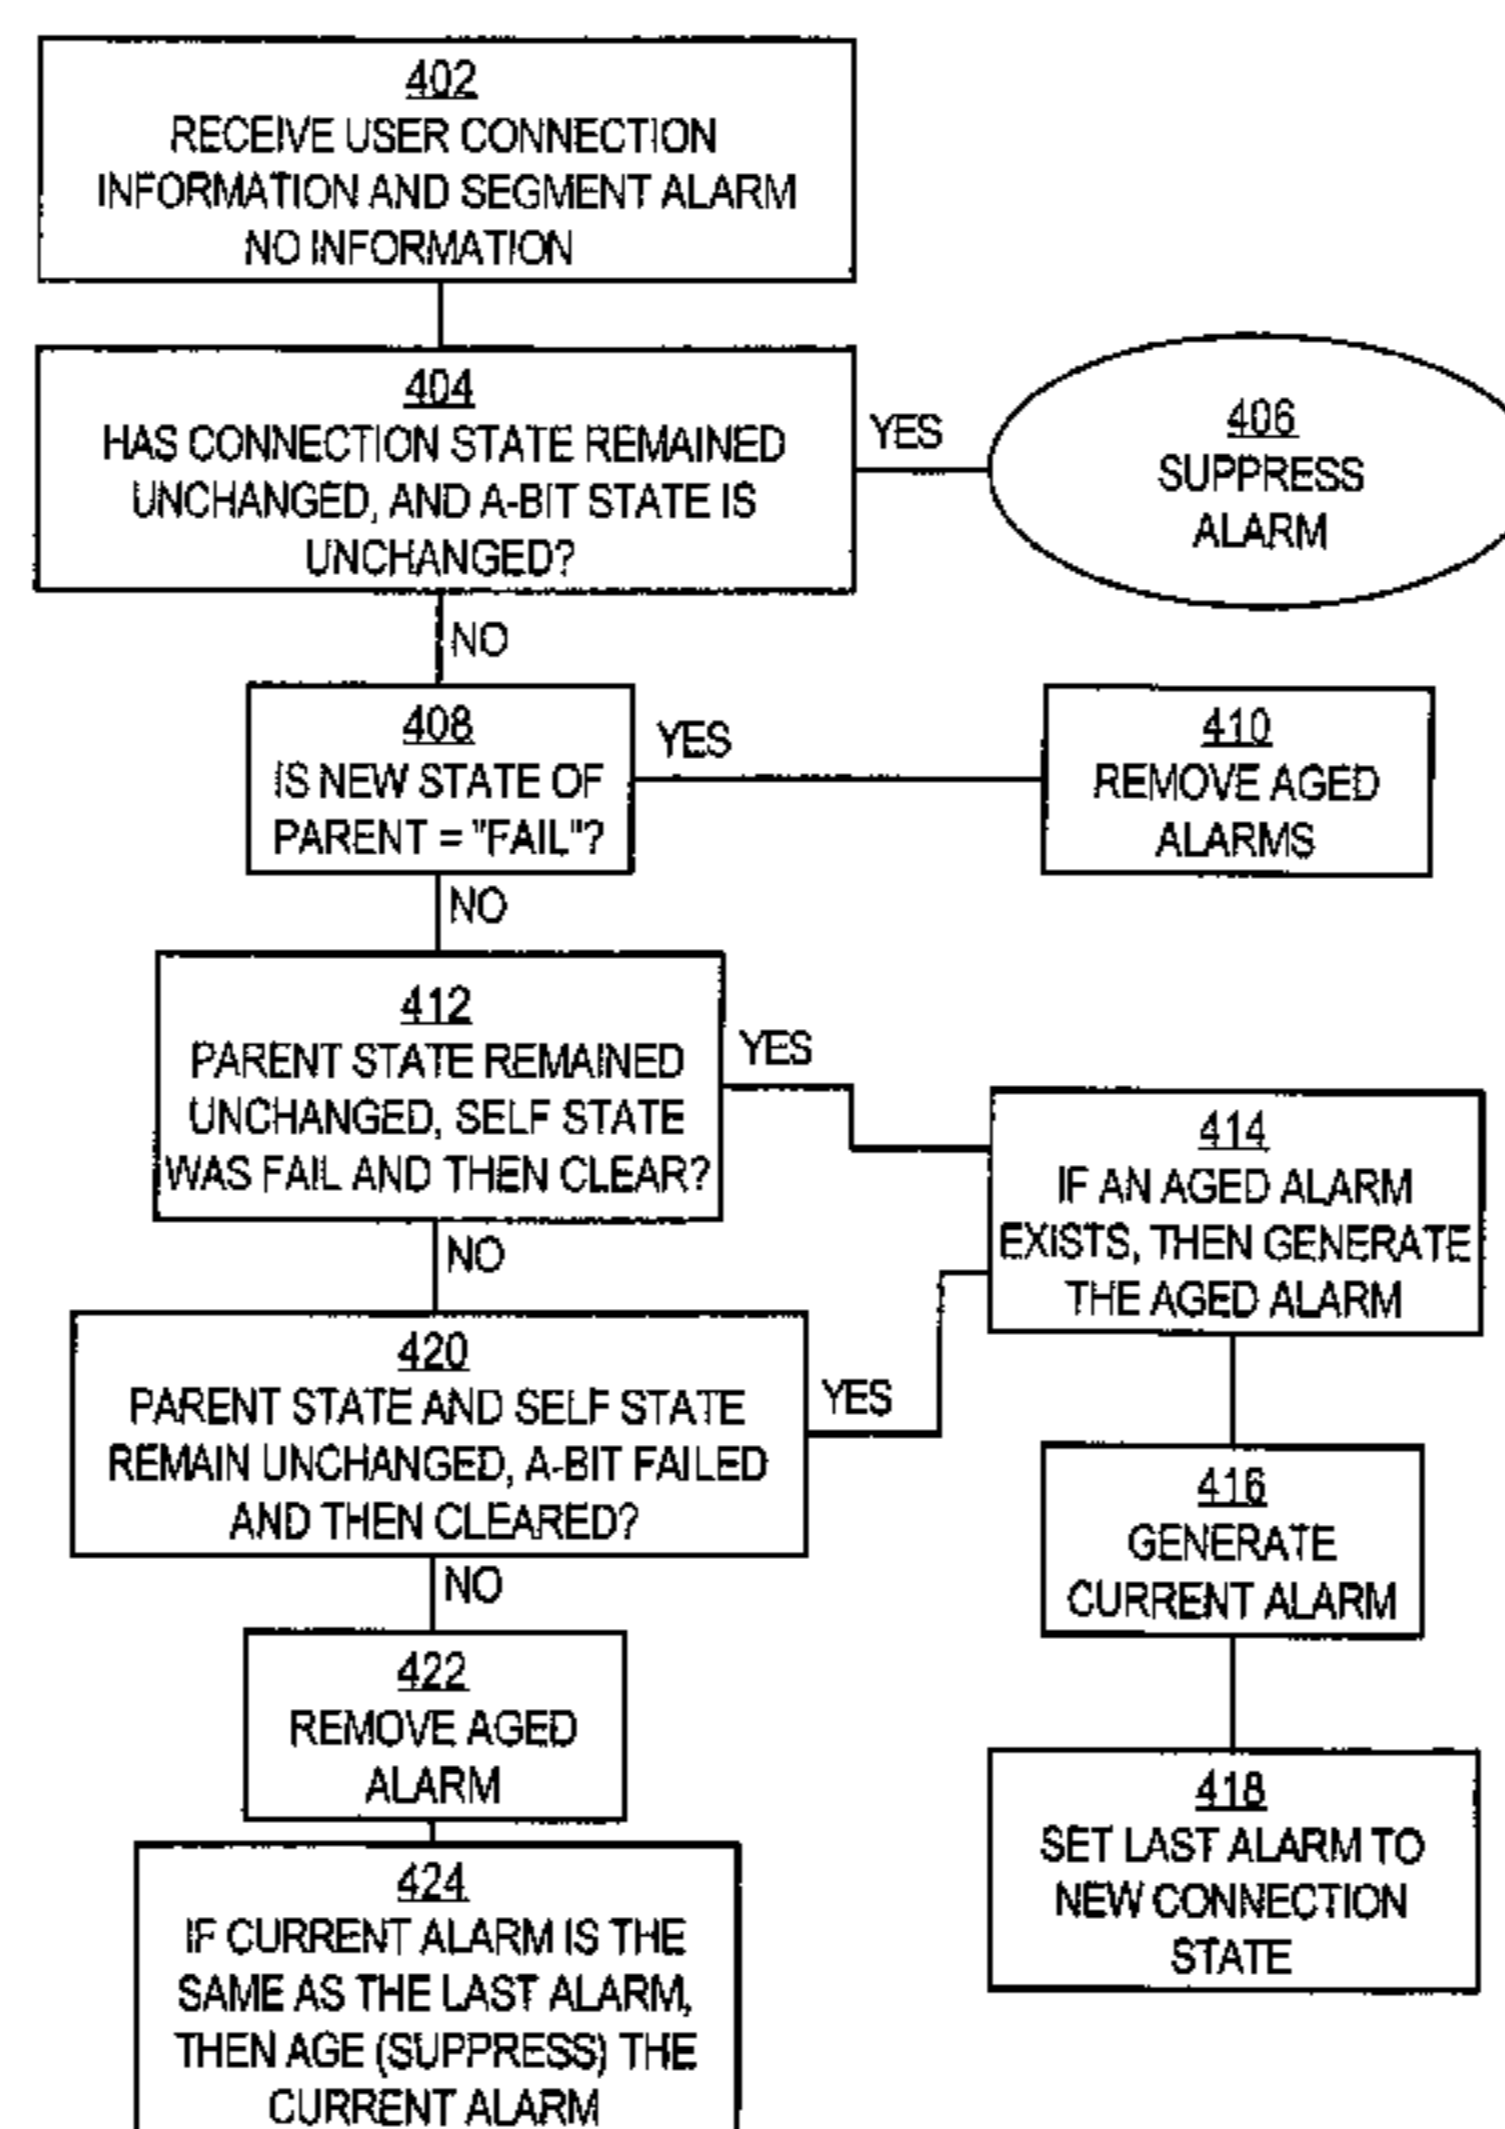 402
RECEIVE USER CONNECTION
INFORMATION AND SEGMENT ALARM
NO INFORMATION
404
HAS CONNECTION STATE REMAINED
UNCHANGED, AND A-BIT STATE IS
UNCHANGED?
YES
406
SUPPRESS
ALARM
NO
408
IS NEW STATE OF
PARENT = "FAIL"?
YES
410
REMOVE AGED
ALARMS
NO
412
PARENT STATE REMAINED
UNCHANGED, SELF STATE
WAS FAIL AND THEN CLEAR?
YES
414
IF AN AGED ALARM
EXISTS, THEN GENERATE
THE AGED ALARM
NO
420
PARENT STATE AND SELF STATE
REMAIN UNCHANGED, A-BIT FAILED
AND THEN CLEARED?
YES
416
GENERATE
CURRENT ALARM
NO
422
REMOVE AGED
ALARM
418
SET LAST ALARM TO
NEW CONNECTION
STATE
424
IF CURRENT ALARM IS THE
SAME AS THE LAST ALARM,
THEN AGE (SUPPRESS) THE
CURRENT ALARM